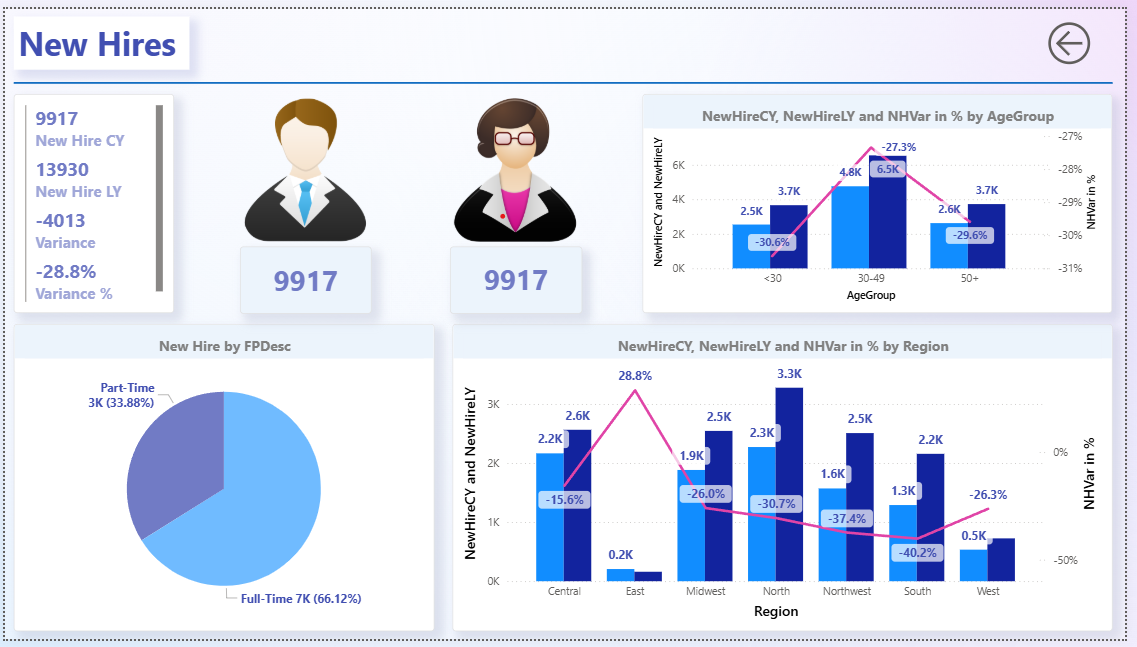 New Hires
9917
New Hire CY
13930
New Hire LY
-4013
Variance
-28.8%
Variance %
9917
9917
NewHireCY, NewHireLY and NHVar in % by AgeGroup
NewHireCY and NewHireLY
6K
4K
2K
0K
2.5K
3.7K
4.8K
6.5K
2.6K
3.7K
-30.6%
-27.3%
-29.6%
-27%
-28%
-29%
-30%
-31%
NHVar in %
<30
30-49
50+
AgeGroup
New Hire by FPDesc
Part-Time
3K (33.88%)
Full-Time 7K (66.12%)
NewHireCY, NewHireLY and NHVar in % by Region
NewHireCY and NewHireLY
3K
2K
1K
0K
2.2K
2.6K
0.2K
1.9K
2.5K
2.3K
3.3K
1.6K
2.5K
1.3K
2.2K
0.5K
-15.6%
28.8%
-26.0%
-30.7%
-37.4%
-40.2%
-26.3%
0%
-50%
NHVar in %
Central
East
Midwest
North
Northwest
South
West
Region